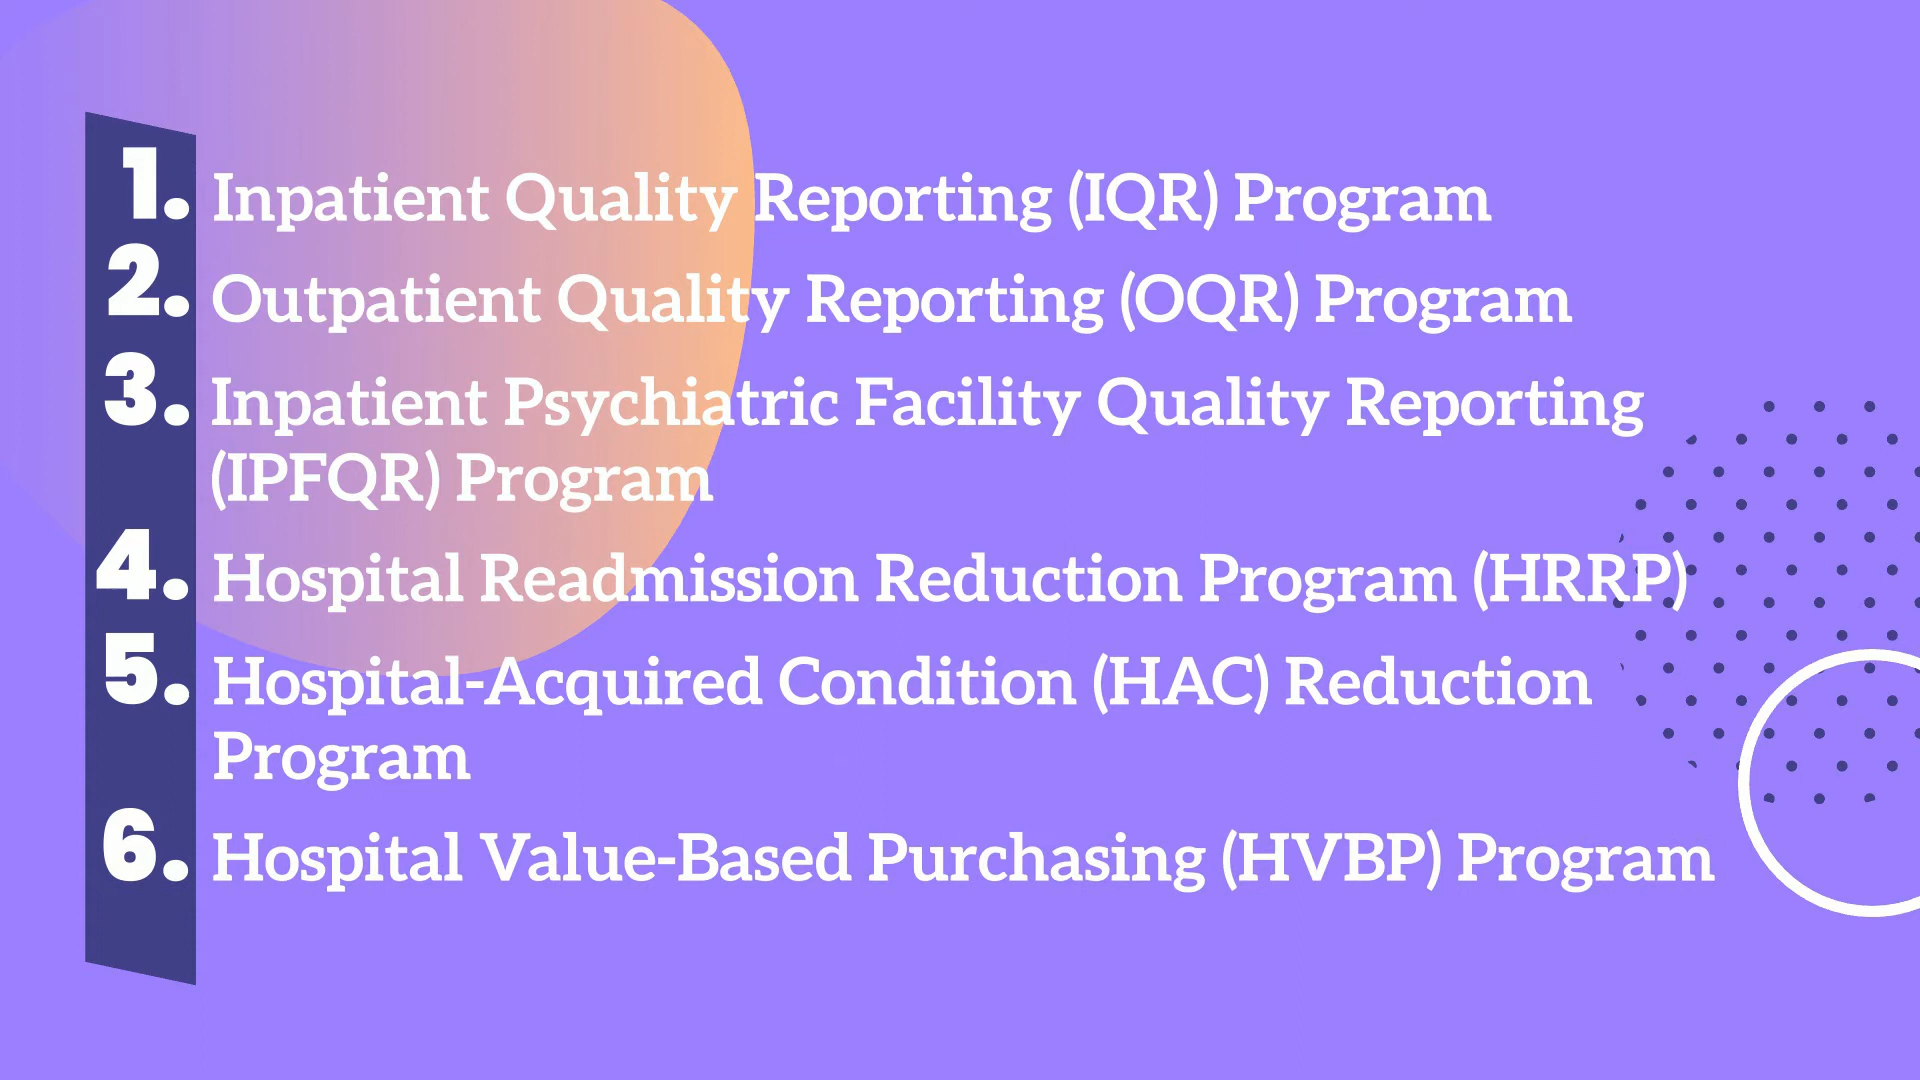 1. Inpatient Quality Reporting (IQR) Program
2. Outpatient Quality Reporting (OQR) Program
3. Inpatient Psychiatric Facility Quality Reporting
(IPFQR) Program
4. Hospital Readmission Reduction Program (HRRP)
5. Hospital-Acquired Condition (HAC) Reduction
Program
6. Hospital Value-Based Purchasing (HVBP) Program